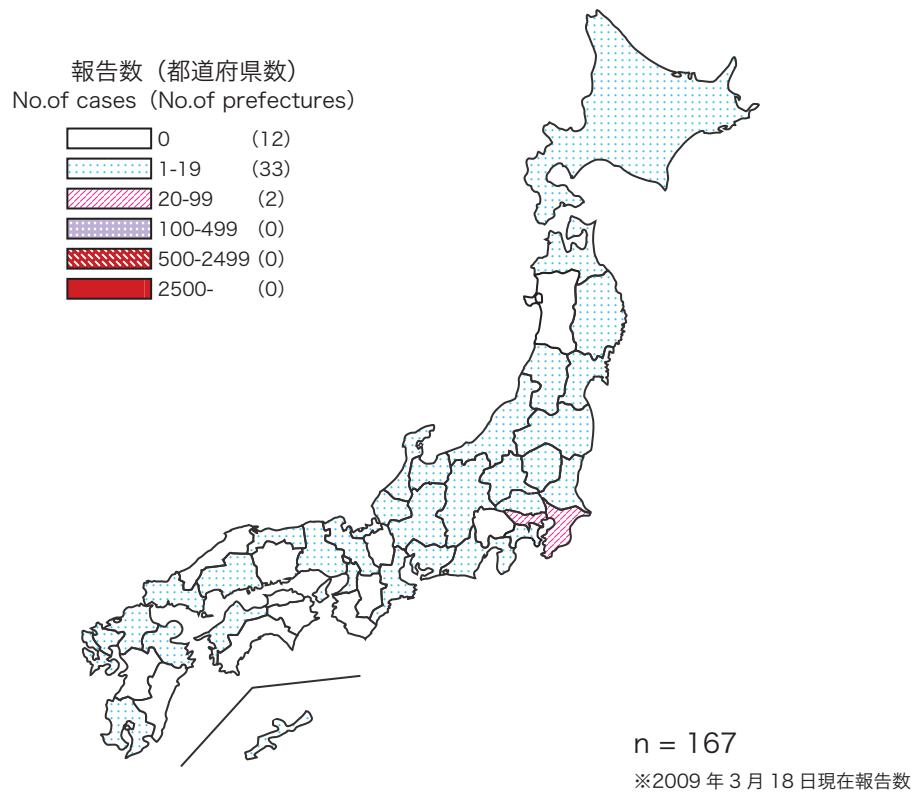 報告数（都道府県数）
No.of cases（No.of prefectures）
0 （12）
1-19 （33）
20-99 （2）
100-499 （0）
500-2499（0）
2500- （0）
n = 167
※2009 年 3 月 18 日現在報告数